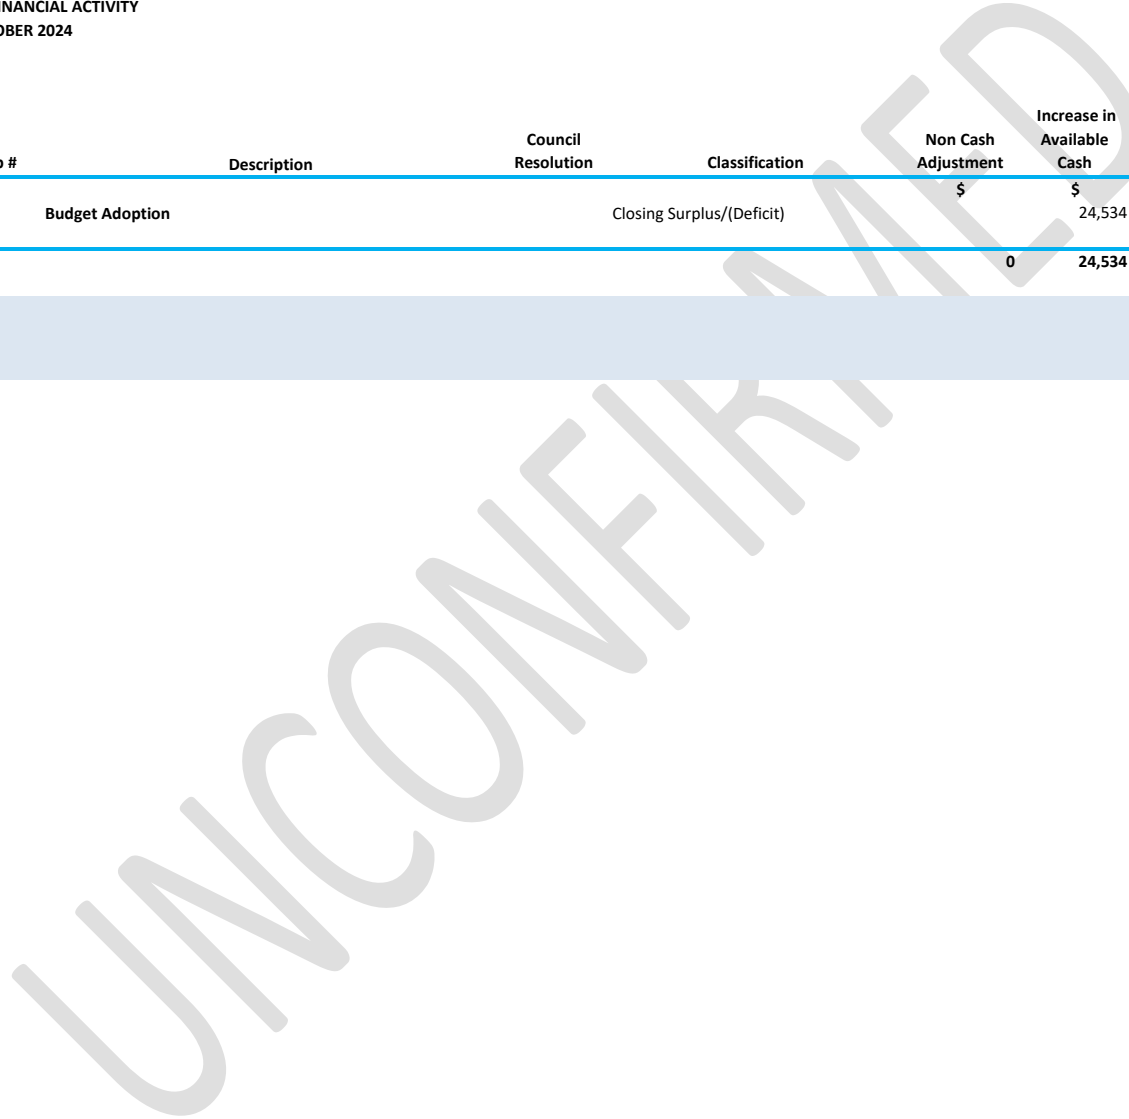 INANCIAL ACTIVITY
OBER 2024
Increase in
Council Non Cash Available
# Description Resolution Classification Adjustment Cash
$ $
Budget Adoption Closing Surplus/(Deficit) 24,534
0 24,534
UNCONFIRMED